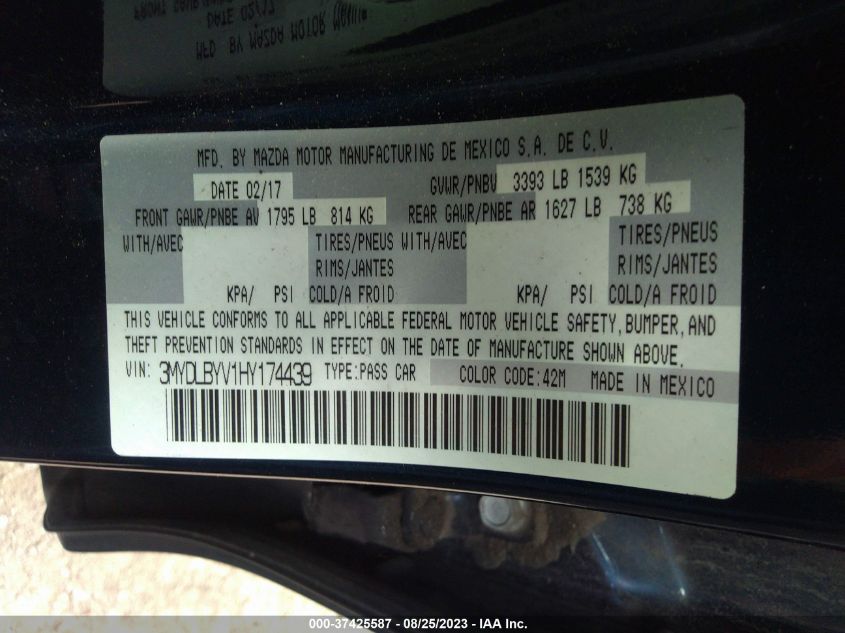 MFD. BY MAZDA MOTOR MANUFACTURING DE MEXICO S.A. DE C.V.
DATE 02/17 GVWR/PNBV 3393 LB 1539 KG
FRONT GAWR/PNBE AV 1795 LB 814 KG REAR GAWR/PNBE AR 1627 LB 738 KG
WITH/AVEC TIRES/PNEUS WITH/AVEC TIRES/PNEUS
RIMS/JANTES RIMS/JANTES
KPA/ PSI COLD/A FROID KPA/ PSI COLD/A FROID
THIS VEHICLE CONFORMS TO ALL APPLICABLE FEDERAL MOTOR VEHICLE SAFETY, BUMPER, AND
THEFT PREVENTION STANDARDS IN EFFECT ON THE DATE OF MANUFACTURE SHOWN ABOVE.
VIN: 3MYDLBYV1HY174439 TYPE:PASS CAR COLOR CODE:42M MADE IN MEXICO
000-37425587 - 08/25/2023 - IAA Inc.